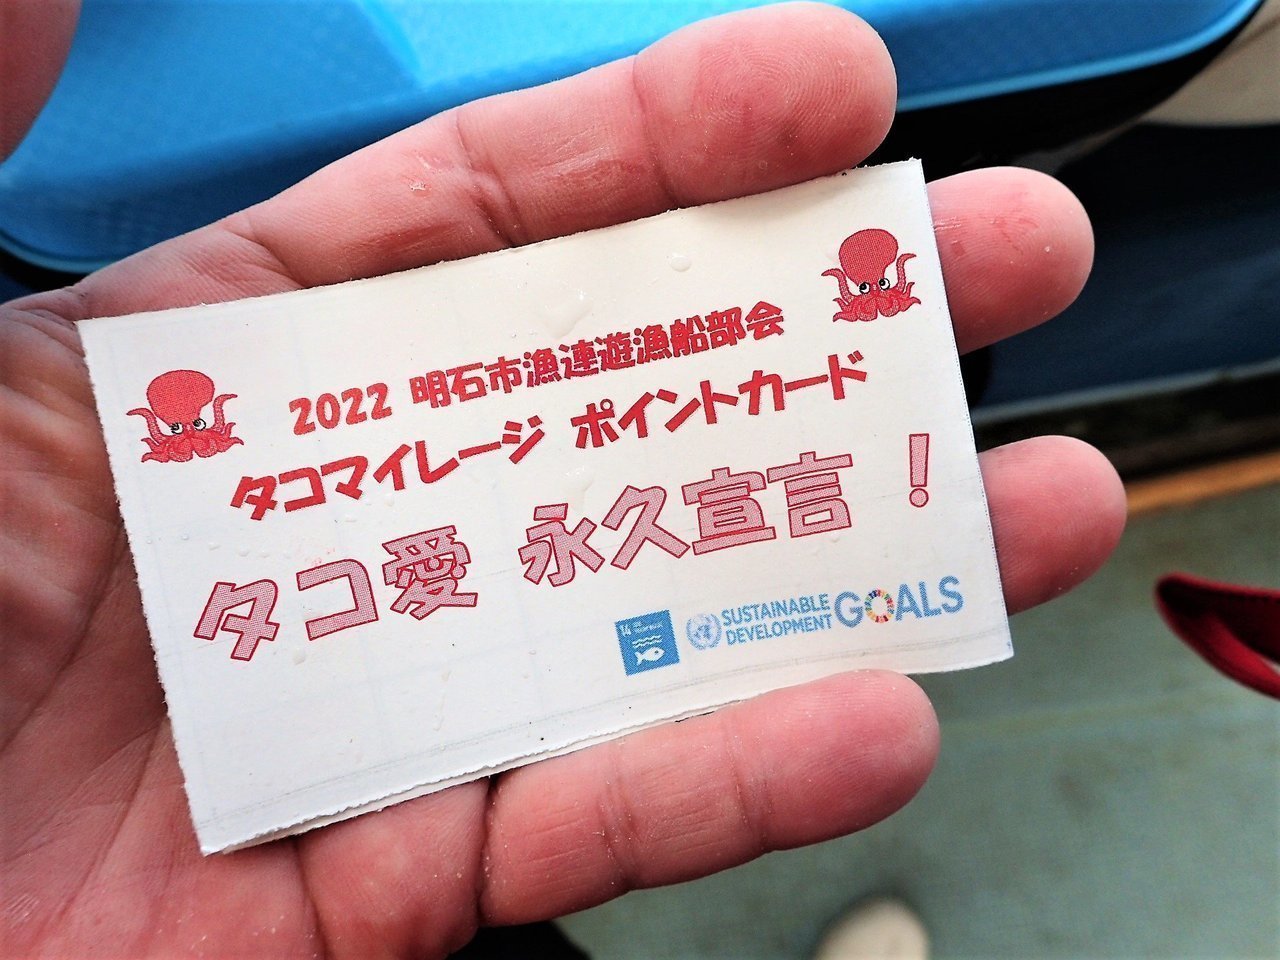 2022 明石市漁連遊漁船部会
タコマイレージ ポイントカード
タコ愛 永久宣言！
14
SUSTAINABLE
DEVELOPMENT
GOALS